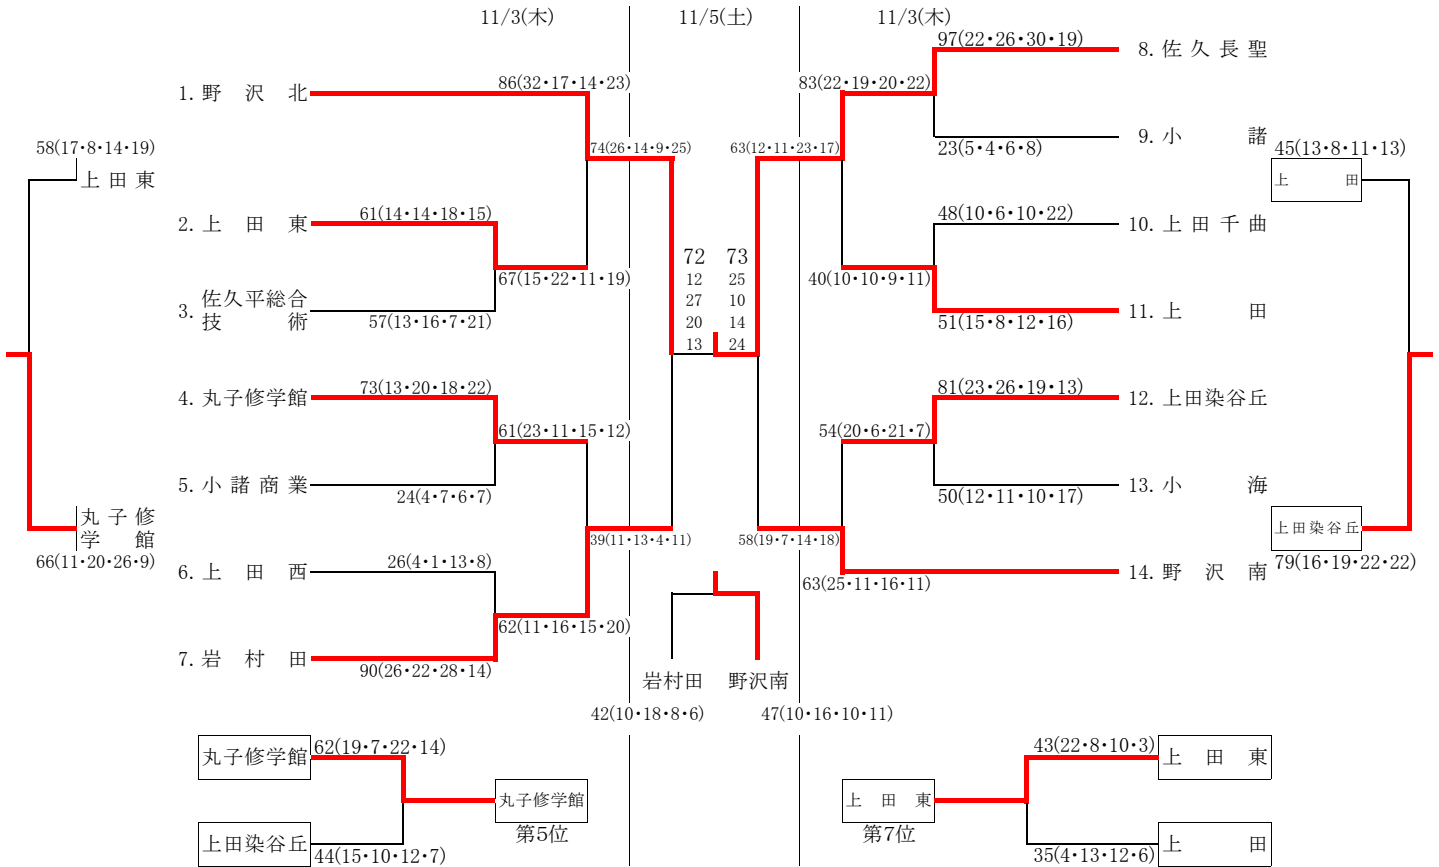 11/3(木)
11/5(土)
11/3(木)
97(22・26・30・19)
8. 佐久長聖
86(32・17・14・23)
83(22・19・20・22)
1. 野沢北
9. 小諸
58(17・8・14・19)
74(26・14・9・25)
63(12・11・23・17)
23(5・4・6・8)
45(13・8・11・13)
上田東
上田
61(14・14・18・15)
48(10・6・10・22)
2. 上田東
10. 上田千曲
72 73
67(15・22・11・19)
12 25
40(10・10・9・11)
27 10
3. 佐久平総合
技術
57(13・16・7・21)
20 14
51(15・8・12・16)
11. 上田
13 24
73(13・20・18・22)
81(23・26・19・13)
4. 丸子修学館
12. 上田染谷丘
61(23・11・15・12)
54(20・6・21・7)
5. 小諸商業
24(4・7・6・7)
50(12・11・10・17)
13. 小海
丸子修
学館
上田染谷丘
39(11・13・4・11)
58(19・7・14・18)
66(11・20・26・9)
26(4・1・13・8)
79(16・19・22・22)
6. 上田西
63(25・11・16・11)
14. 野沢南
62(11・16・15・20)
7. 岩村田
90(26・22・28・14)
岩村田
野沢南
42(10・18・8・6)
47(10・16・10・11)
丸子修学館
62(19・7・22・14)
43(22・8・10・3)
上田東
丸子修学館
上田東
第5位
第7位
上田染谷丘
44(15・10・12・7)
35(4・13・12・6)
上田